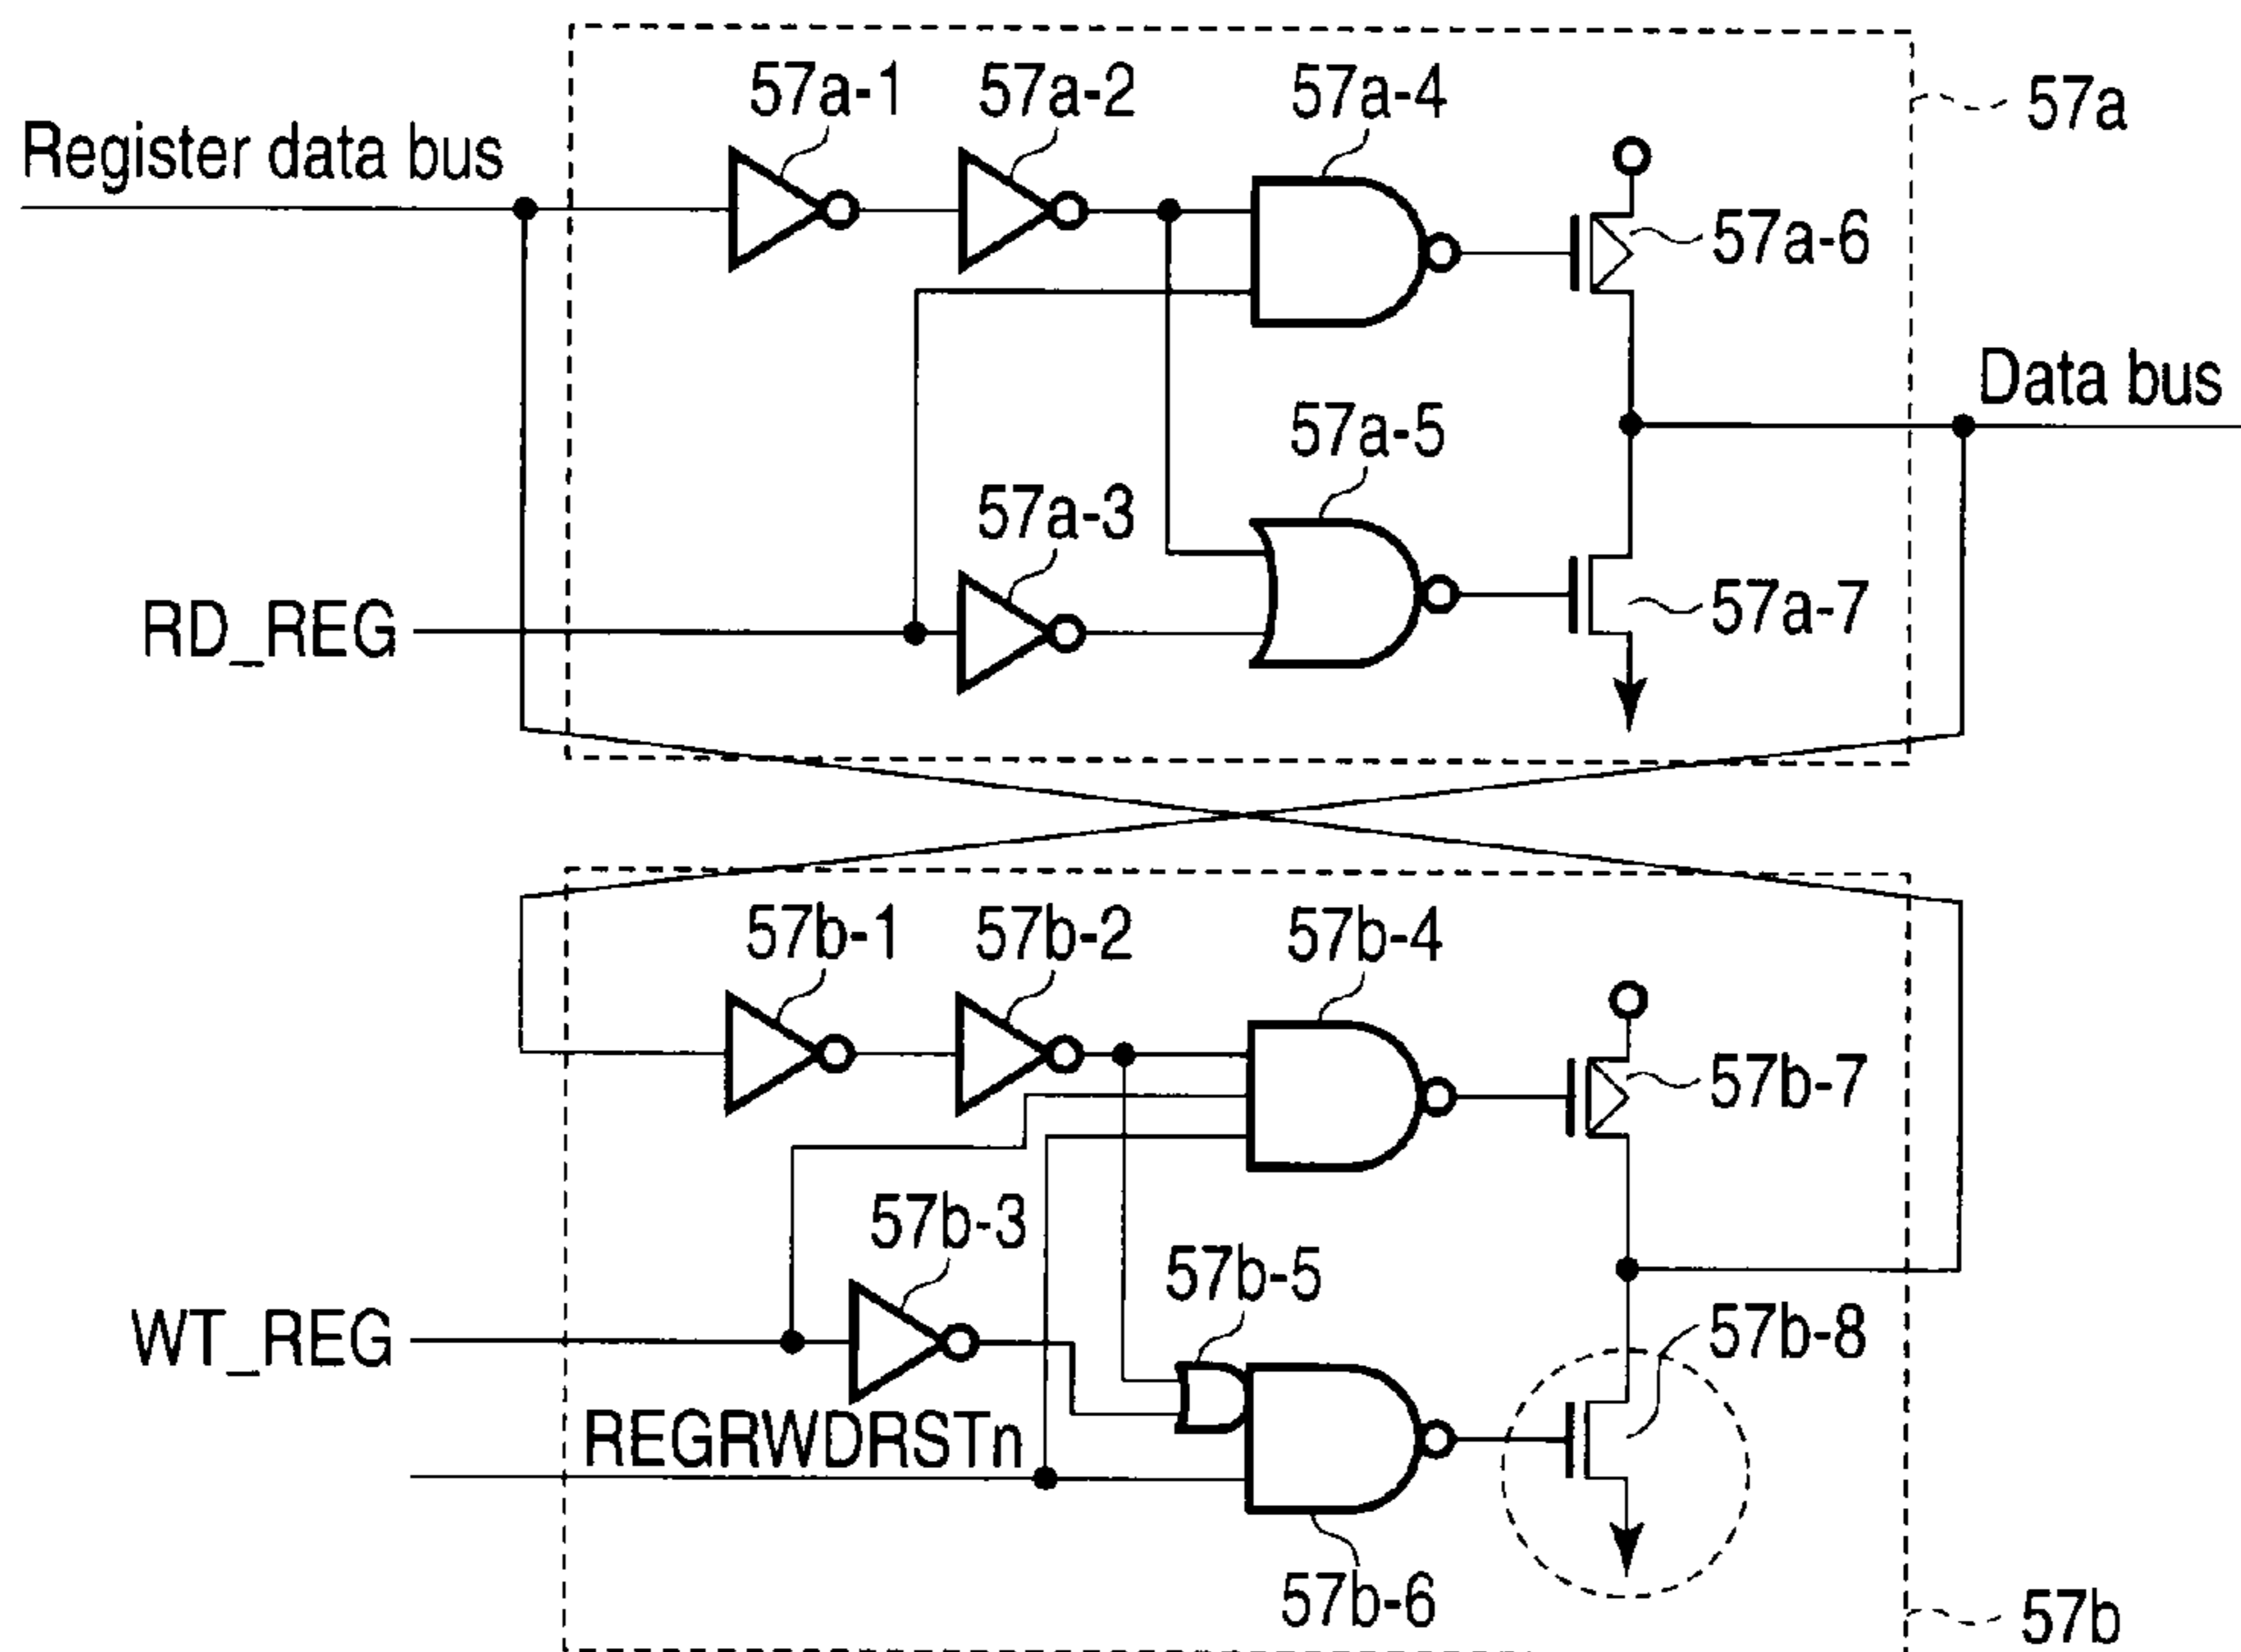 57a-1
57a-2
57a-4
57a
Register data bus
57a-6
Data bus
57a-5
57a-3
RD_REG
57a-7
57b-1
57b-2
57b-4
57b-7
57b-3
57b-5
WT_REG
57b-8
REGRWDRSTn
57b-6
57b